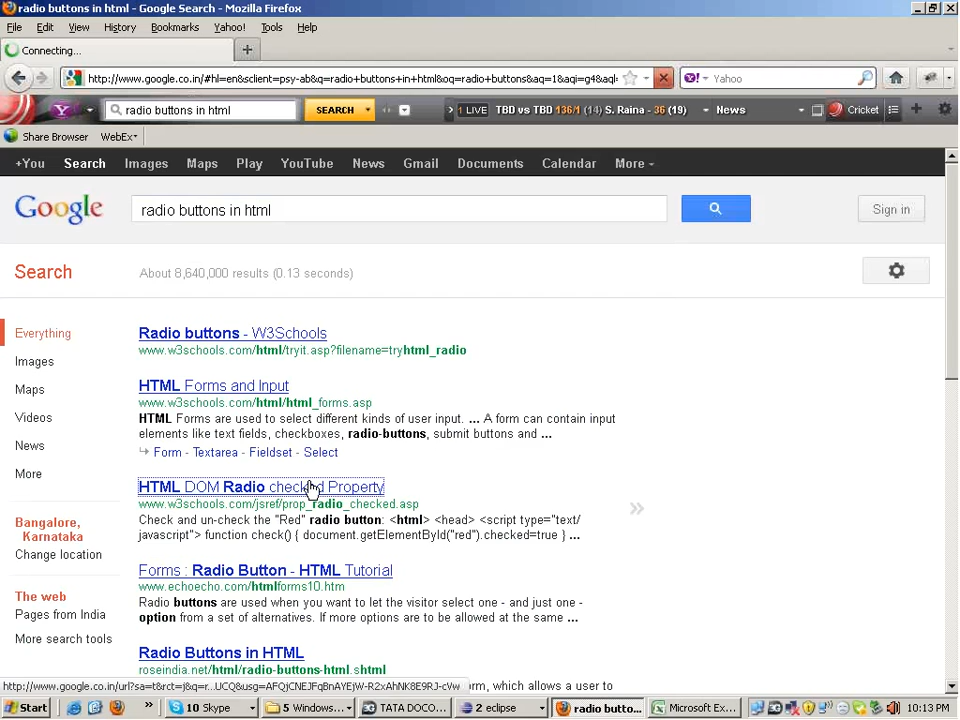 radio buttons in html - Google Search - Mozilla Firefox
File Edit View History Bookmarks Yahoo! Tools Help
Connecting...
http://www.google.co.in/#hl=en&sclient=psy-ab&q=radio+buttons+in+html&oq=radio+buttons&aq=1&aqi=g4&aql= Yahoo
radio buttons in html SEARCH 1 LIVE TBD vs TBD 136/1 (14) S. Raina - 36 (19) News Cricket
Share Browser WebEx
+You Search Images Maps Play YouTube News Gmail Documents Calendar More
Google radio buttons in html Sign in
Search About 8,640,000 results (0.13 seconds)
Everything
Images
Maps
Videos
News
More
Bangalore,
Karnataka
Change location
The web
Pages from India
More search tools
Radio buttons - W3Schools
www.w3schools.com/html/tryit.asp?filename=tryhtml_radio
HTML Forms and Input
www.w3schools.com/html/html_forms.asp
HTML Forms are used to select different kinds of user input. ... A form can contain input
elements like text fields, checkboxes, radio-buttons, submit buttons and ...
Form - Textarea - Fieldset - Select
HTML DOM Radio checked Property
www.w3schools.com/jsref/prop_radio_checked.asp
Check and un-check the "Red" radio button: <html> <head> <script type="text/
javascript"> function check() { document.getElementById("red").checked=true } ...
Forms : Radio Button - HTML Tutorial
www.echoecho.com/htmlforms10.htm
Radio buttons are used when you want to let the visitor select one - and just one -
option from a set of alternatives. If more options are to be allowed at the same ...
Radio Buttons in HTML
roseindia.net/html/radio-buttons-html.shtml
orm, which allows a user to
Start 10 Skype 5 Windows... TATA DOCO... 2 eclipse radio butto... Microsoft Ex... 10:13 PM